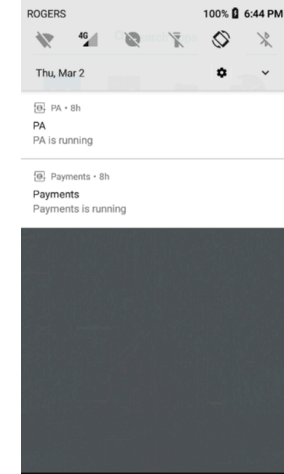 ROGERS 100% 6:44 PM
4G
Thu, Mar 2
PA • 8h
PA
PA is running
Payments • 8h
Payments
Payments is running